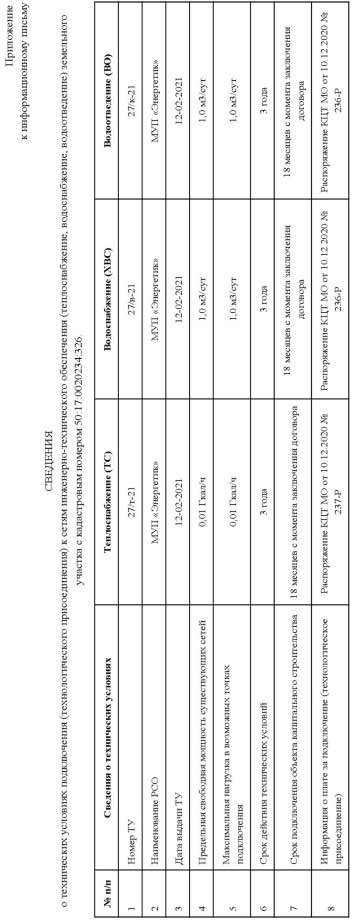 Приложение
к информационному письму
СВЕДЕНИЯ
о технических условиях подключения (технологического присоединения) к сетям инженерно-технического обеспечения (теплоснабжение, водоснабжение, водоотведение) земельного
участка с кадастровым номером 50:17:0020234:326.
№ п/п Сведения о технических условиях Теплоснабжение (ТС) Водоснабжение (ХВС) Водоотведение (ВО)
1 Номер ТУ 27/т-21 27/в-21 27/к-21
2 Наименование РСО МУП «Энергетик» МУП «Энергетик» МУП «Энергетик»
3 Дата выдачи ТУ 12-02-2021 12-02-2021 12-02-2021
4 Предельная свободная мощность существующих сетей 0,01 Гкал/ч 1,0 м3/сут 1,0 м3/сут
5 Максимальная нагрузка в возможных точках
подключения 0,01 Гкал/ч 1,0 м3/сут 1,0 м3/сут
6 Срок действия технических условий 3 года 3 года 3 года
7 Срок подключения объекта капитального строительства 18 месяцев с момента заключения договора 18 месяцев с момента заключения
договора 18 месяцев с момента заключения
договора
8 Информация о плате за подключение (технологическое
присоединение) Распоряжение КЦТ МО от 10.12.2020 №
237-Р Распоряжение КЦТ МО от 10.12.2020 №
236-Р Распоряжение КЦТ МО от 10.12.2020 №
236-Р